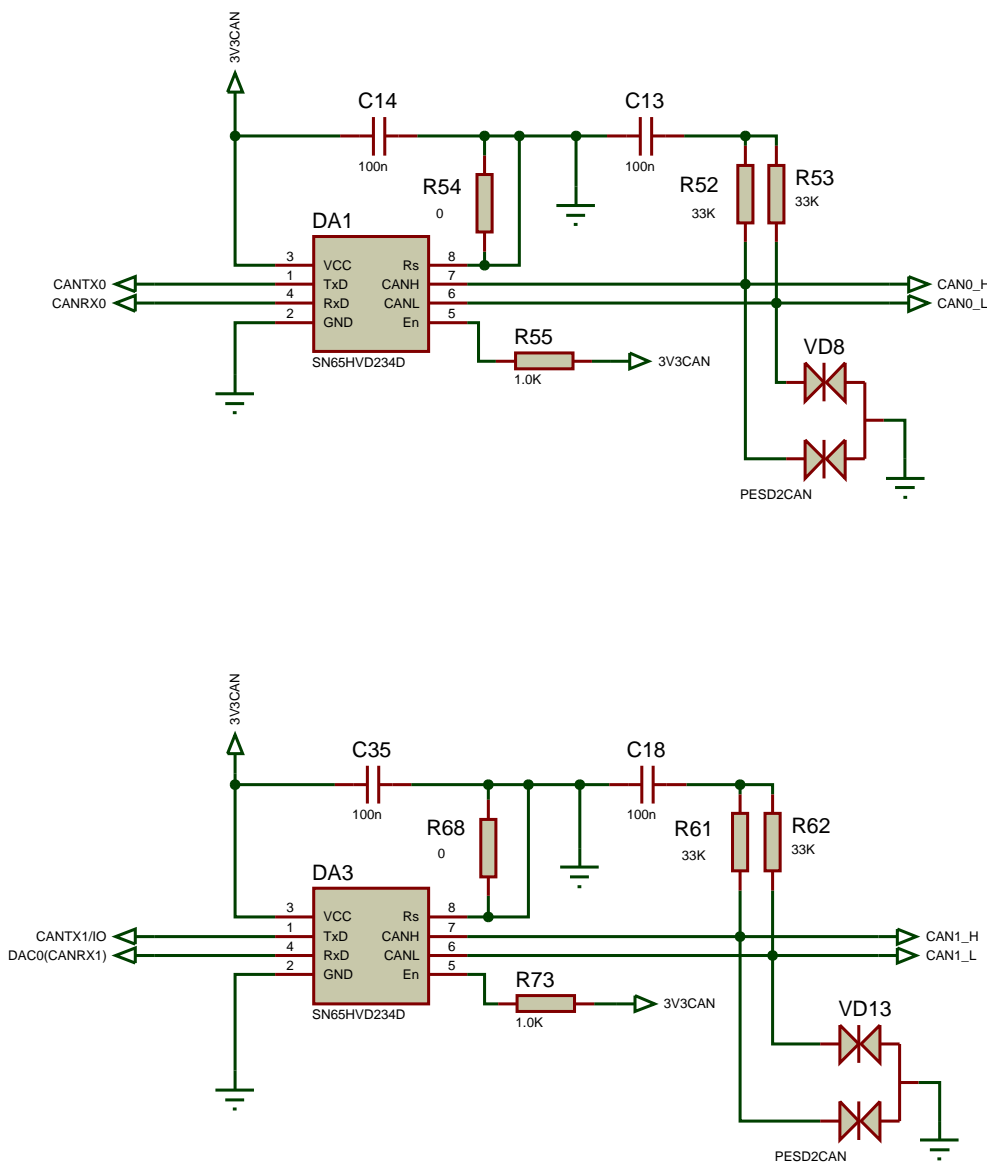 3V3CAN
C14
100n
C13
100n
R54
0
R52
33K
R53
33K
DA1
3 VCC Rs 8
1 TxD CANH 7
4 RxD CANL 6
2 GND En 5
SN65HVD234D
CANTX0
CANRX0
CAN0_H
CAN0_L
R55
1.0K
3V3CAN
VD8
PESD2CAN
3V3CAN
C35
100n
C18
100n
R68
0
R61
33K
R62
33K
DA3
3 VCC Rs 8
1 TxD CANH 7
4 RxD CANL 6
2 GND En 5
SN65HVD234D
CANTX1/IO
DAC0(CANRX1)
CAN1_H
CAN1_L
R73
1.0K
3V3CAN
VD13
PESD2CAN